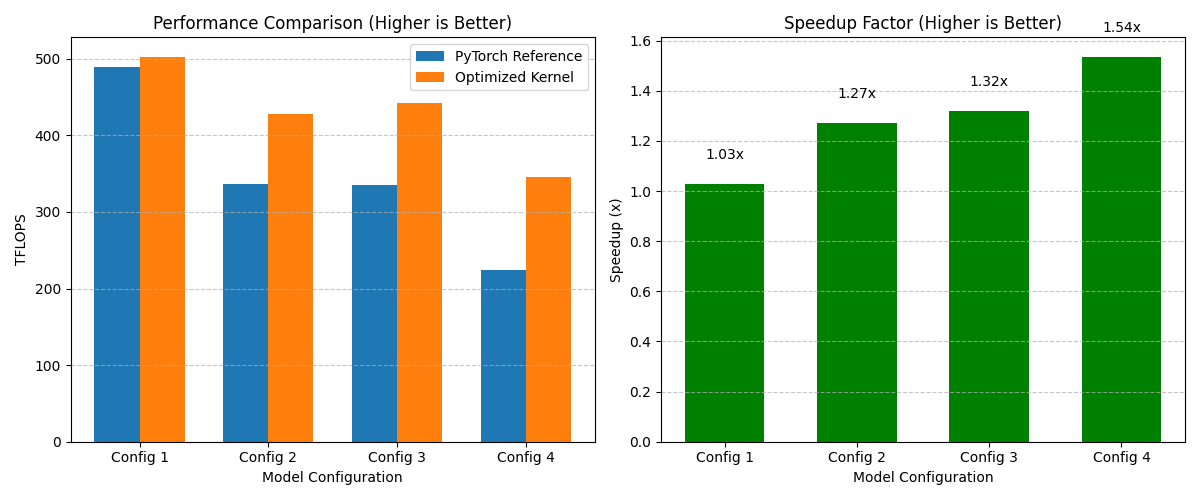 Performance Comparison (Higher is Better)
PyTorch Reference
Optimized Kernel
TFLOPS
500
400
300
200
100
0
Config 1
Config 2
Config 3
Config 4
Model Configuration
Speedup Factor (Higher is Better)
1.54x
1.32x
1.27x
1.03x
Speedup (x)
1.6
1.4
1.2
1.0
0.8
0.6
0.4
0.2
0.0
Config 1
Config 2
Config 3
Config 4
Model Configuration